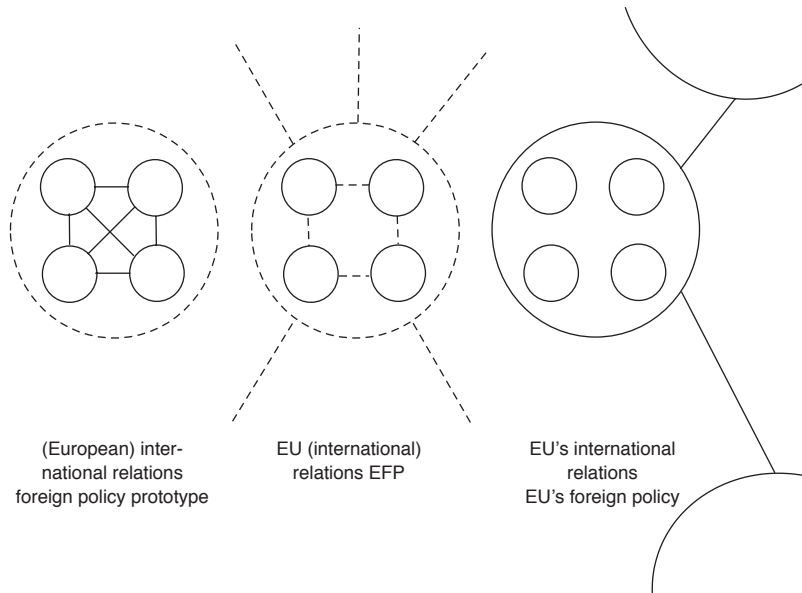 (European) inter-
national relations
foreign policy prototype
EU (international)
relations EFP
EU's international
relations
EU's foreign policy